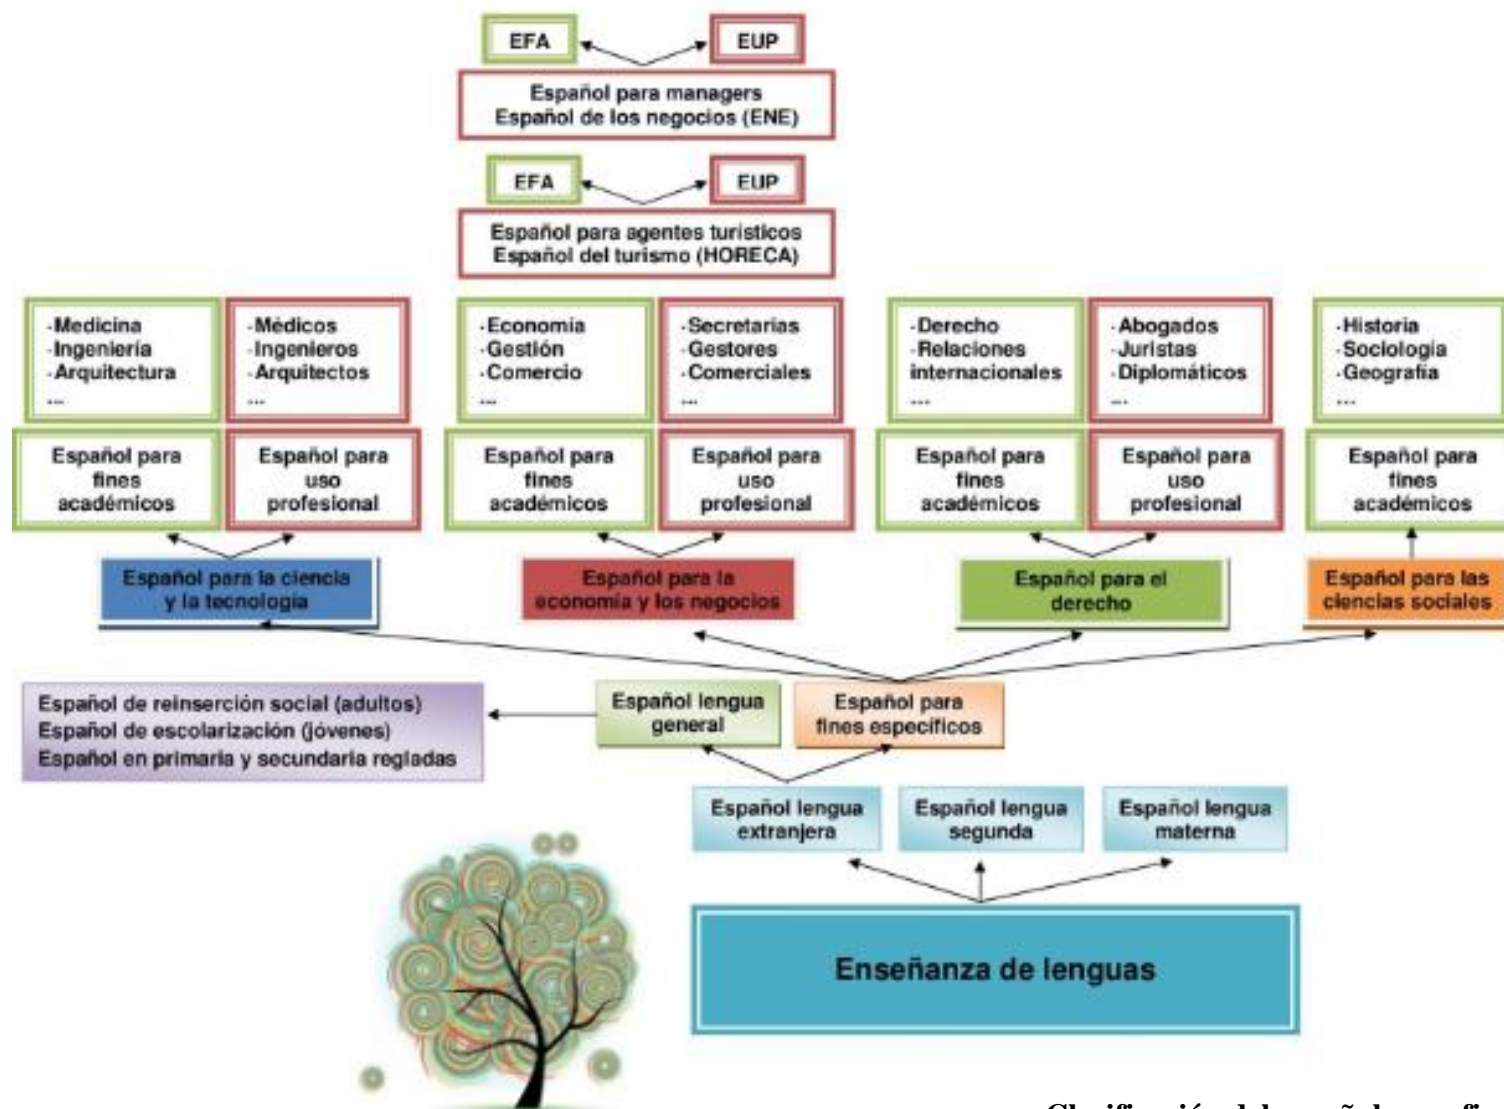 EFA
EUP
Español para managers
Español de los negocios (ENE)
EFA
EUP
Español para agentes turísticos
Español del turismo (HORECA)
·Medicina
·Ingeniería
·Arquitectura
...
·Médicos
·Ingenieros
·Arquitectos
...
·Economía
·Gestión
·Comercio
...
·Secretarías
·Gestores
·Comerciales
...
·Derecho
·Relaciones
internacionales
...
·Abogados
·Juristas
·Diplomáticos
...
·Historia
·Sociología
·Geografía
...
Español para
fines
académicos
Español para
uso
profesional
Español para
fines
académicos
Español para
uso
profesional
Español para
fines
académicos
Español para
uso
profesional
Español para
fines
académicos
Español para la ciencia
y la tecnología
Español para la
economía y los negocios
Español para el
derecho
Español para las
ciencias sociales
Español de reinserción social (adultos)
Español de escolarización (jóvenes)
Español en primaria y secundaria regladas
Español lengua
general
Español para
fines específicos
Español lengua
extranjera
Español lengua
segunda
Español lengua
materna
Enseñanza de lenguas